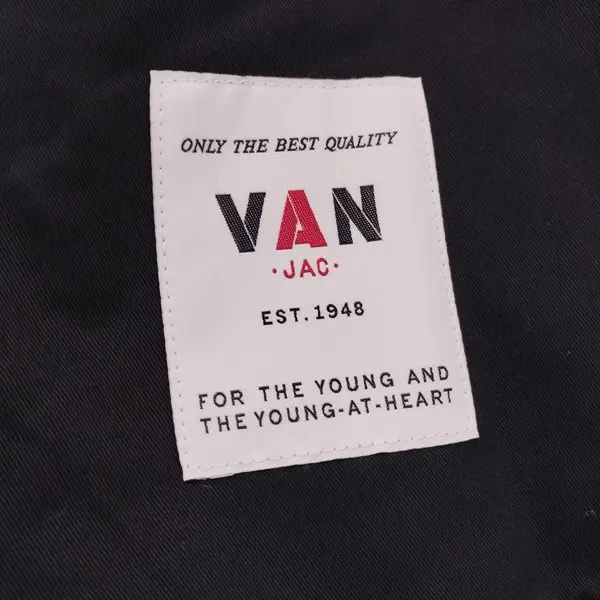 ONLY THE BEST QUALITY
VAN
·JAC·
EST. 1948
FOR THE YOUNG AND
THE YOUNG-AT-HEART